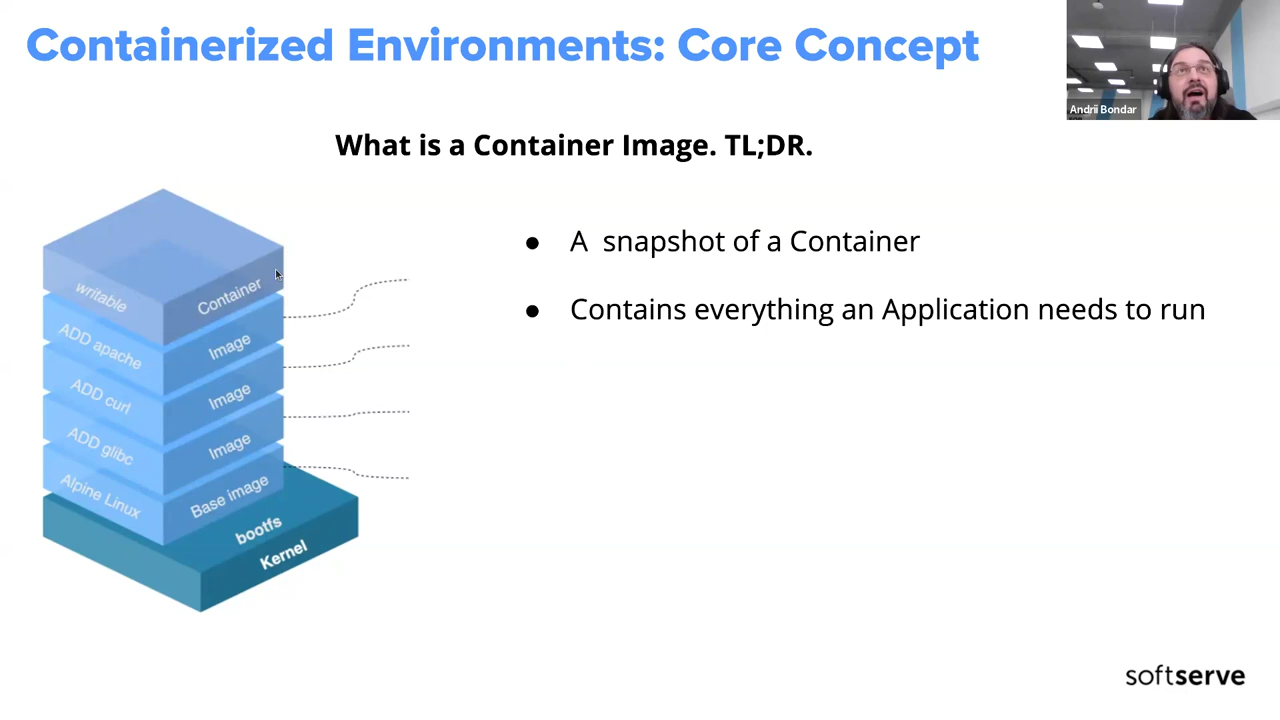 Containerized Environments: Core Concept
Andrii Bondar
What is a Container Image. TL;DR.
● A snapshot of a Container
● Contains everything an Application needs to run
writable
Container
ADD apache
Image
ADD curl
Image
ADD glibc
Image
Alpine Linux
Base image
bootfs
Kernel
softserve